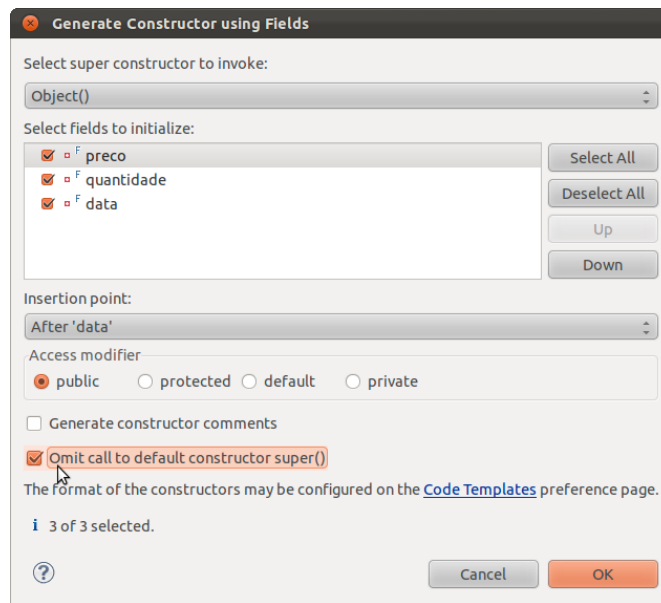 Generate Constructor using Fields
Select super constructor to invoke:
Object()
Select fields to initialize:
F preco
F quantidade
F data
Select All
Deselect All
Up
Down
Insertion point:
After 'data'
Access modifier
public protected default private
Generate constructor comments
Omit call to default constructor super()
The format of the constructors may be configured on the Code Templates preference page.
i 3 of 3 selected.
?
Cancel OK